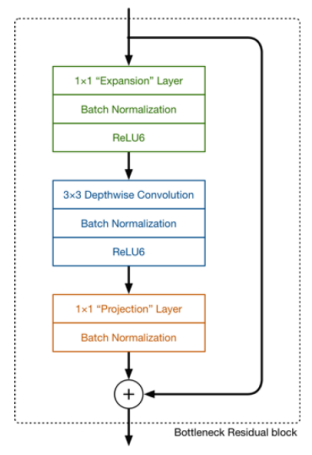 1×1 “Expansion” Layer
Batch Normalization
ReLU6
3×3 Depthwise Convolution
Batch Normalization
ReLU6
1×1 “Projection” Layer
Batch Normalization
+
Bottleneck Residual block